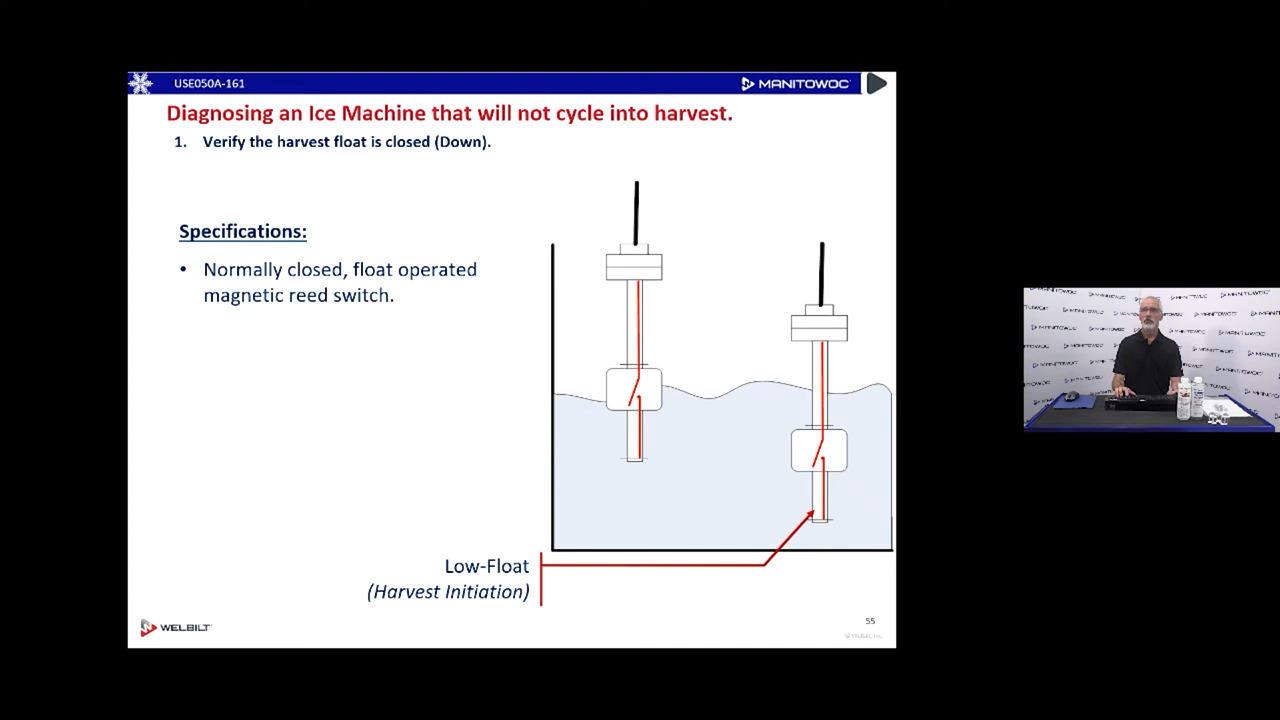 USE050A-161
MANITOWOC
Diagnosing an Ice Machine that will not cycle into harvest.
1. Verify the harvest float is closed (Down).
Specifications:
• Normally closed, float operated
magnetic reed switch.
Low-Float
(Harvest Initiation)
WELBILT
55